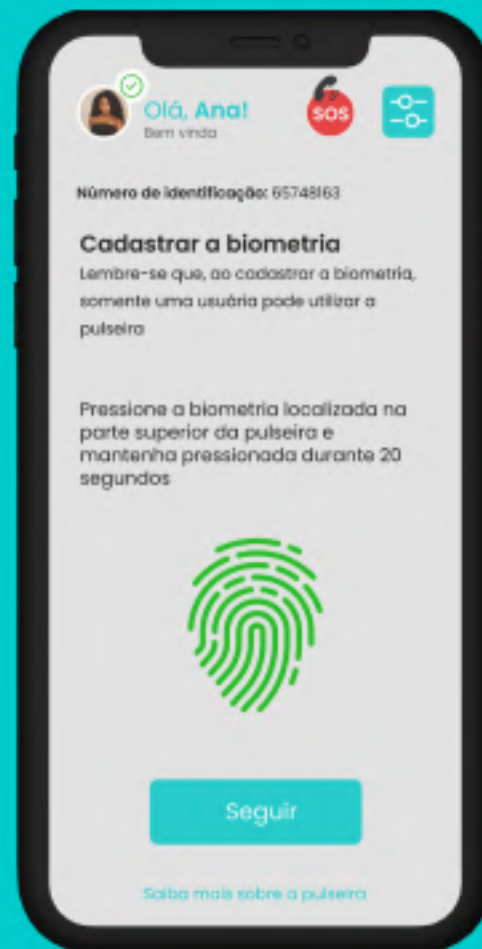 Olá, Ana!
Bem vinda
SOS
Número de identificação: 65748163
Cadastrar a biometria
Lembre-se que, ao cadastrar a biometria,
somente uma usuária pode utilizar a
pulseira
Pressione a biometria localizada na
parte superior da pulseira e
mantenha pressionada durante 20
segundos
Seguir
Saiba mais sobre a pulseira